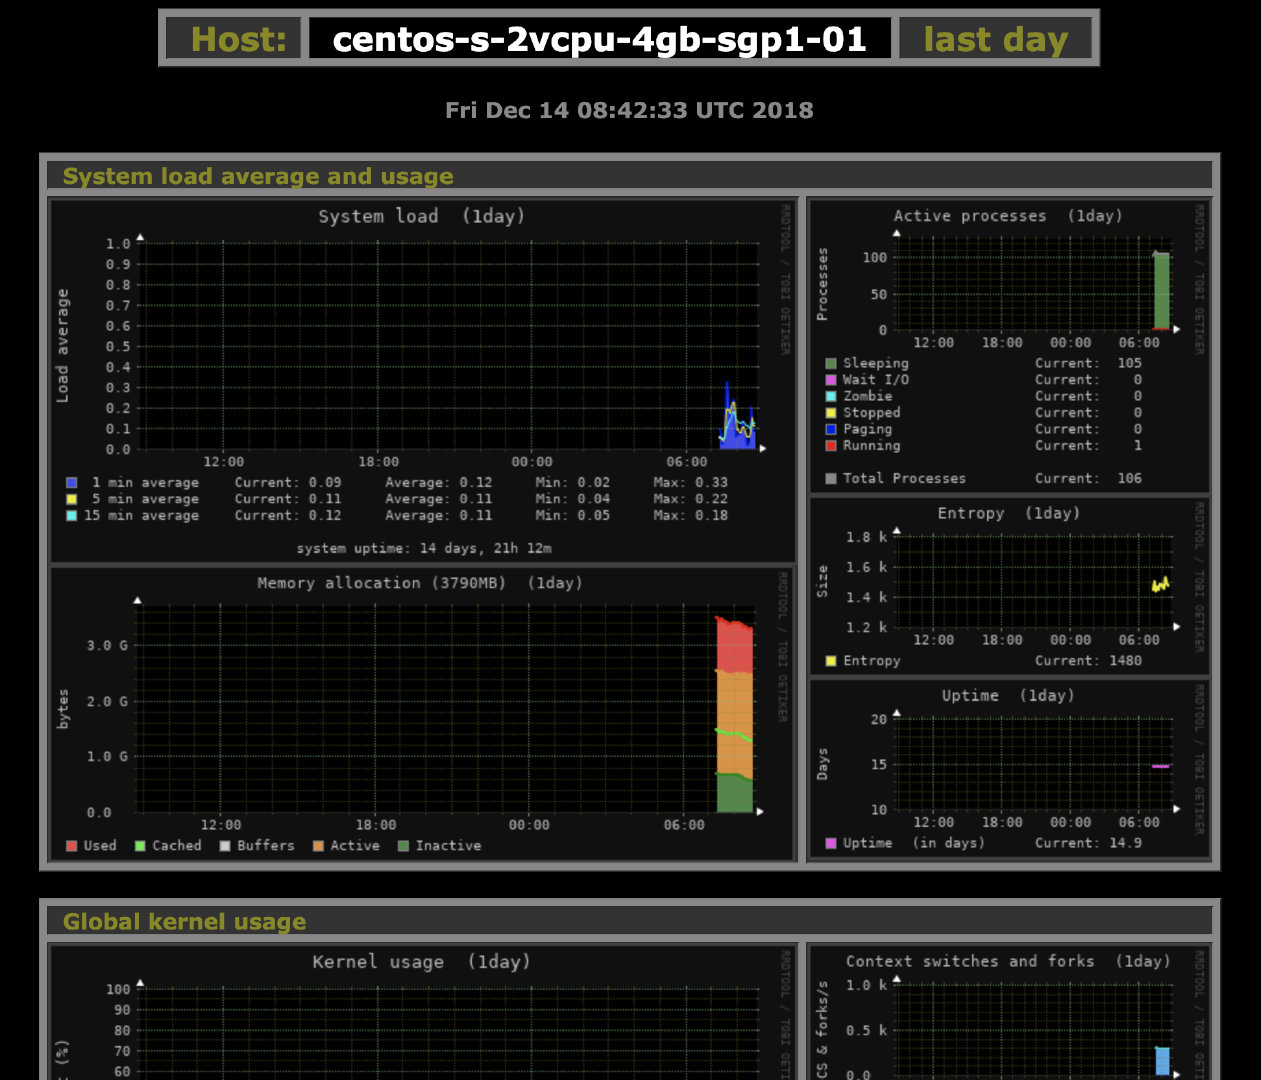 Host: centos-s-2vcpu-4gb-sgp1-01 last day
Fri Dec 14 08:42:33 UTC 2018
System load average and usage
System load (1day)
RRDTOOL / TOBI OETIKER
Load average
1.0
0.9
0.8
0.7
0.6
0.5
0.4
0.3
0.2
0.1
0.0
12:00 18:00 00:00 06:00
1 min average Current: 0.09 Average: 0.12 Min: 0.02 Max: 0.33
5 min average Current: 0.11 Average: 0.11 Min: 0.04 Max: 0.22
15 min average Current: 0.12 Average: 0.11 Min: 0.05 Max: 0.18
system uptime: 14 days, 21h 12m
Memory allocation (3790MB) (1day)
RRDTOOL / TOBI OETIKER
bytes
3.0 G
2.0 G
1.0 G
0.0
12:00 18:00 00:00 06:00
Used Cached Buffers Active Inactive
Active processes (1day)
RRDTOOL / TOBI OETIKER
Processes
100
50
0
12:00 18:00 00:00 06:00
Sleeping Current: 105
Wait I/O Current: 0
Zombie Current: 0
Stopped Current: 0
Paging Current: 0
Running Current: 1
Total Processes Current: 106
Entropy (1day)
RRDTOOL / TOBI OETIKER
Size
1.8 k
1.6 k
1.4 k
1.2 k
12:00 18:00 00:00 06:00
Entropy Current: 1480
Uptime (1day)
RRDTOOL / TOBI OETIKER
Days
20
15
10
12:00 18:00 00:00 06:00
Uptime (in days) Current: 14.9
Global kernel usage
Kernel usage (1day)
RRDTOOL / TOBI OETI
(%)
100
90
80
70
60
Context switches and forks (1day)
RRDTOOL / TOBI OETI
CS & forks/s
1.0 k
0.5 k
0.0